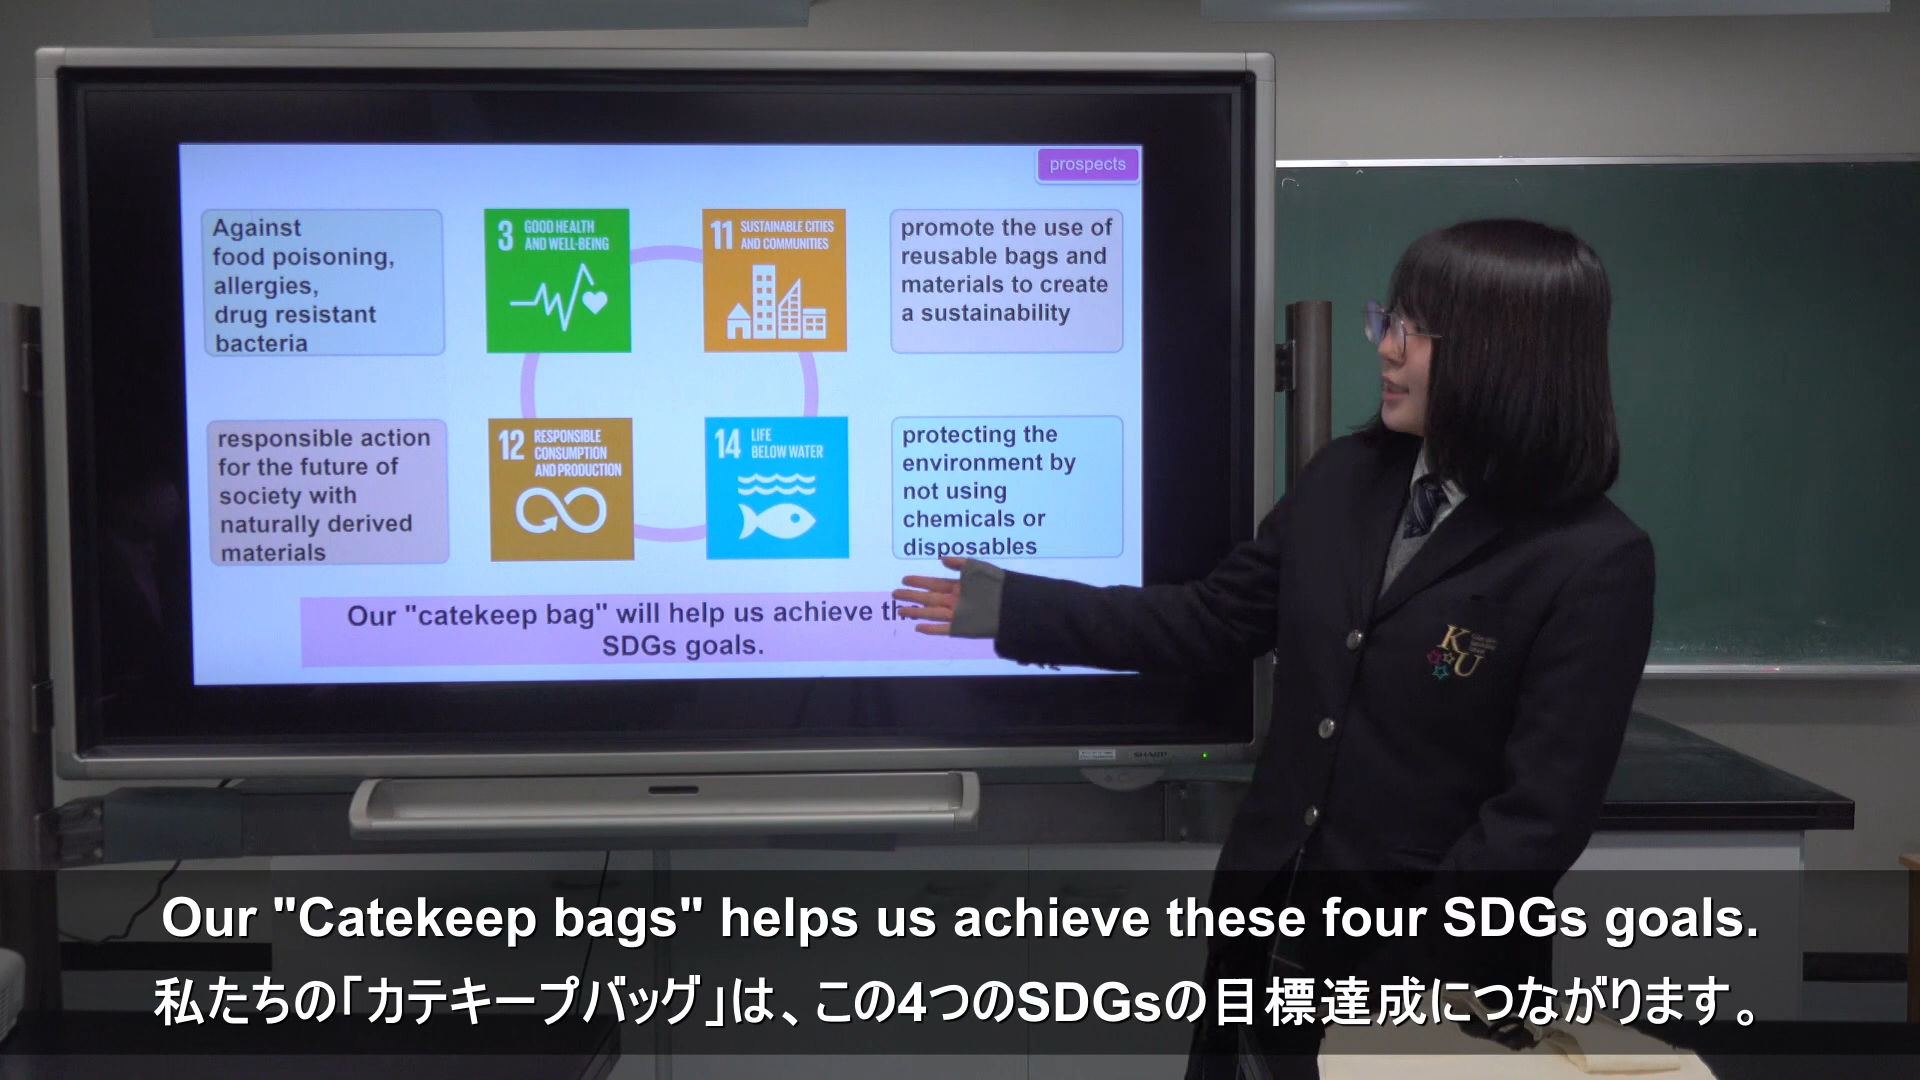 prospects
Against
food poisoning,
allergies,
drug resistant
bacteria
3 GOOD HEALTH
AND WELL-BEING
11 SUSTAINABLE CITIES
AND COMMUNITIES
promote the use of
reusable bags and
materials to create
a sustainability
responsible action
for the future of
society with
naturally derived
materials
12 RESPONSIBLE
CONSUMPTION
AND PRODUCTION
14 LIFE
BELOW WATER
protecting the
environment by
not using
chemicals or
disposables
Our "catekeep bag" will help us achieve
SDGs goals.
SHARP
KU
Our "Catekeep bags" helps us achieve these four SDGs goals.
私たちの「カテキープバッグ」は、この4つのSDGsの目標達成につながります。